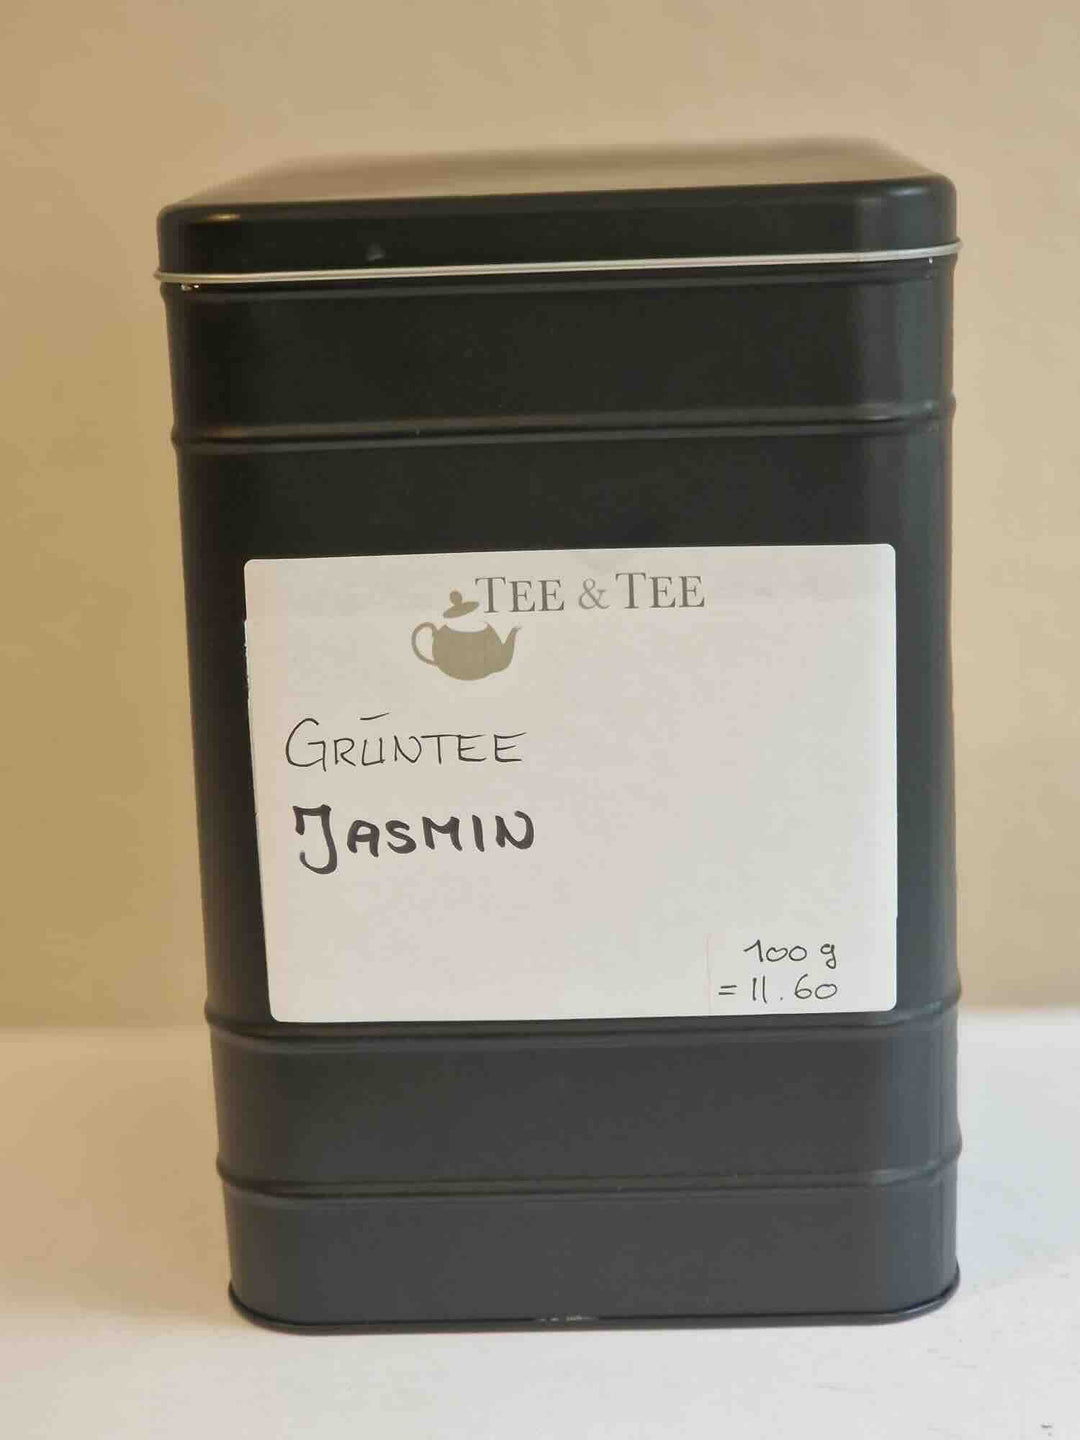 TEE & TEE
GRÜNTEE
JASMIN
100 g
= 11.60